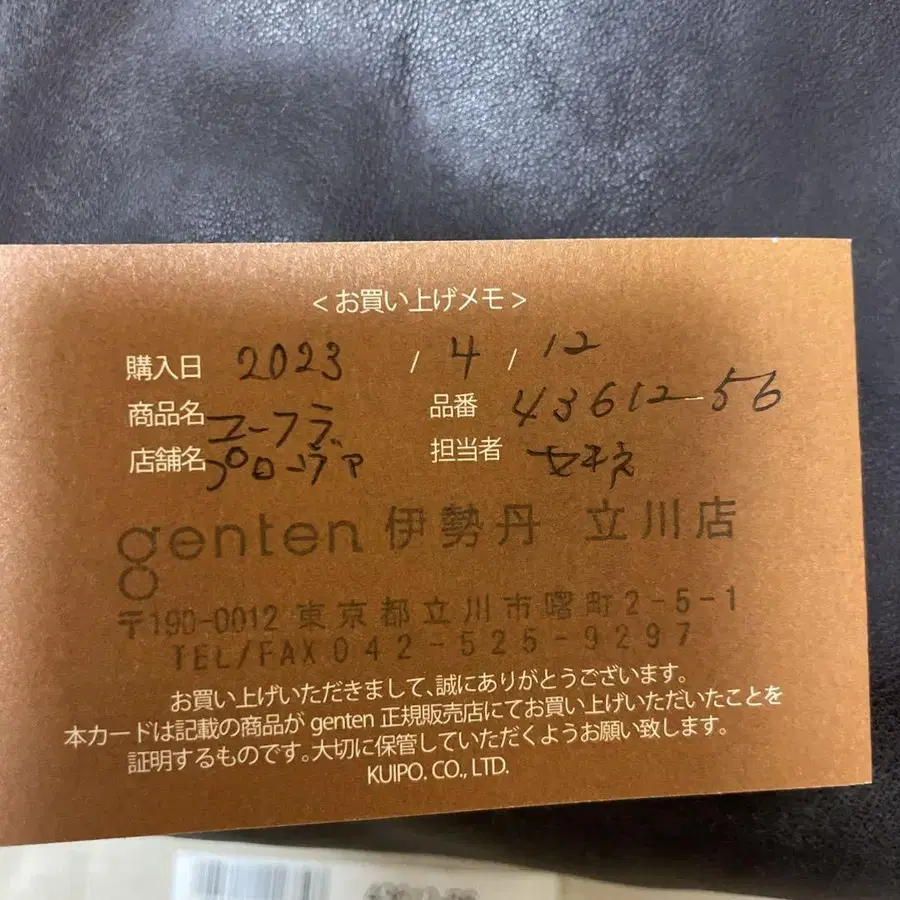 <お買い上げメモ>
購入日 2023 / 4 / 12
商品名 ユーフラ 品番 43612-56
店舗名 プローヴァ 担当者
genten 伊勢丹 立川店
〒190-0012 東京都立川市曙町2-5-1
TEL/FAX 042-525-9297
お買い上げいただきまして、誠にありがとうございます。
本カードは記載の商品が genten 正規販売店にてお買い上げいただいたことを
証明するものです。大切に保管していただくようお願い致します。
KUIPO. CO., LTD.